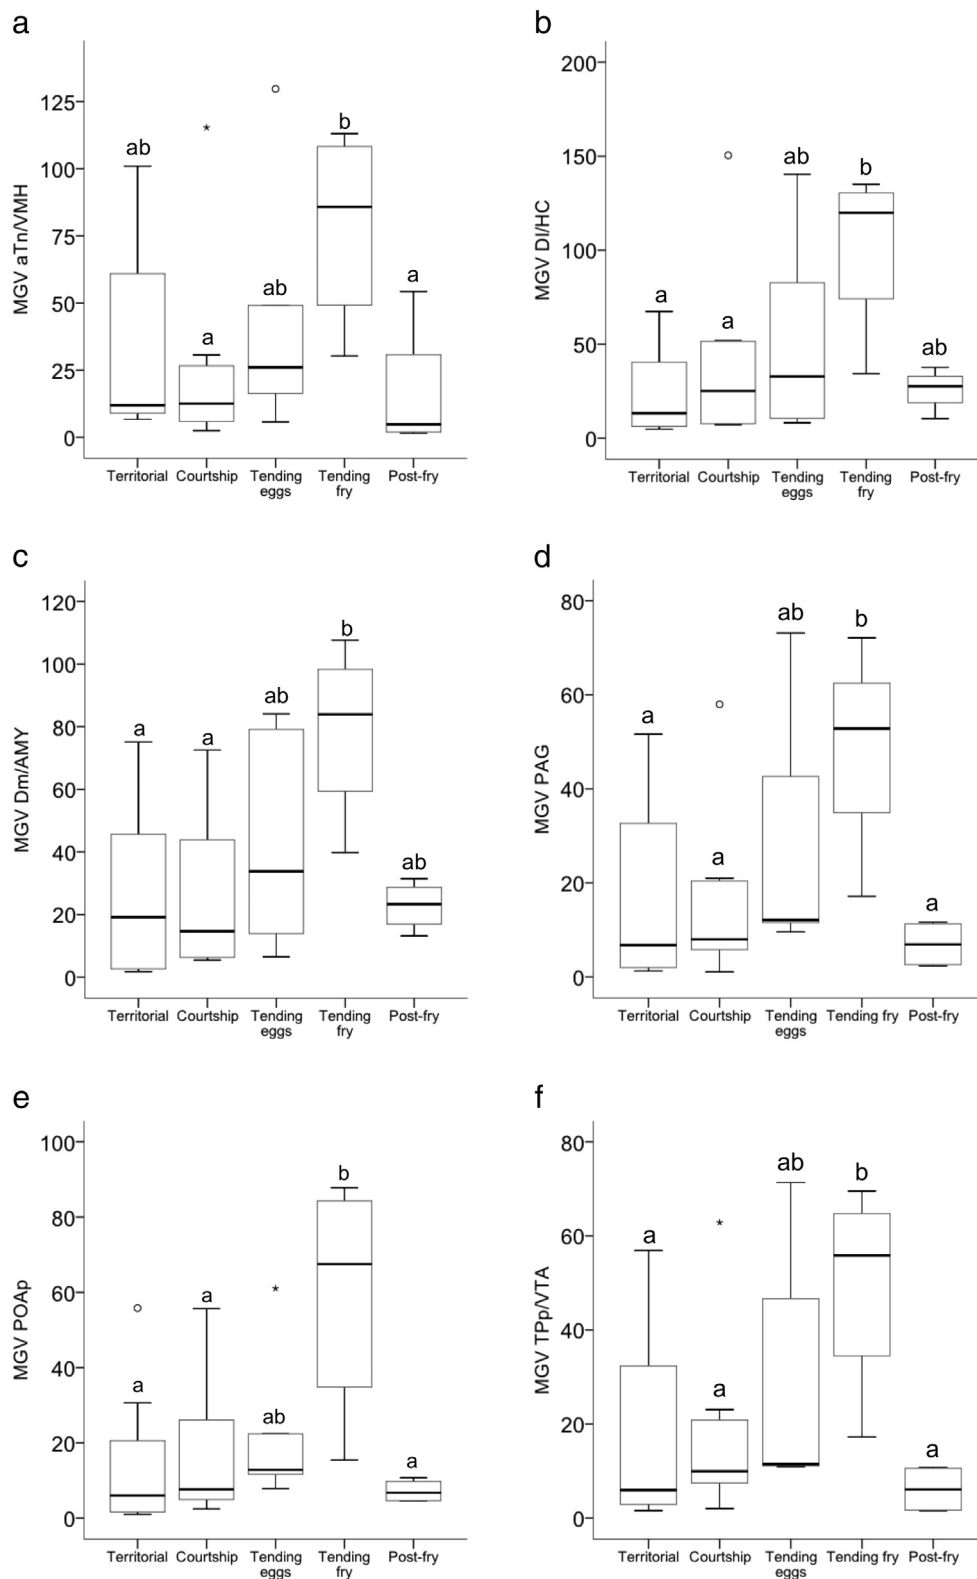 a
MGV aTn/VMH
125
100
75
50
25
0
ab
a
ab
b
a
*
Territorial Courtship Tending eggs Tending fry Post-fry
b
MGV Dl/HC
200
150
100
50
0
a
a
ab
b
ab
Territorial Courtship Tending eggs Tending fry Post-fry
c
MGV Dm/AMY
120
100
80
60
40
20
0
a
a
ab
b
ab
Territorial Courtship Tending eggs Tending fry Post-fry
d
MGV PAG
80
60
40
20
0
a
a
ab
b
a
Territorial Courtship Tending eggs Tending fry Post-fry
e
MGV POAp
100
80
60
40
20
0
a
a
ab
b
a
*
Territorial Courtship Tending eggs Tending fry Post-fry
f
MGV TPp/VTA
80
60
40
20
0
a
a
ab
b
a
*
Territorial Courtship Tending eggs Tending fry Post-fry